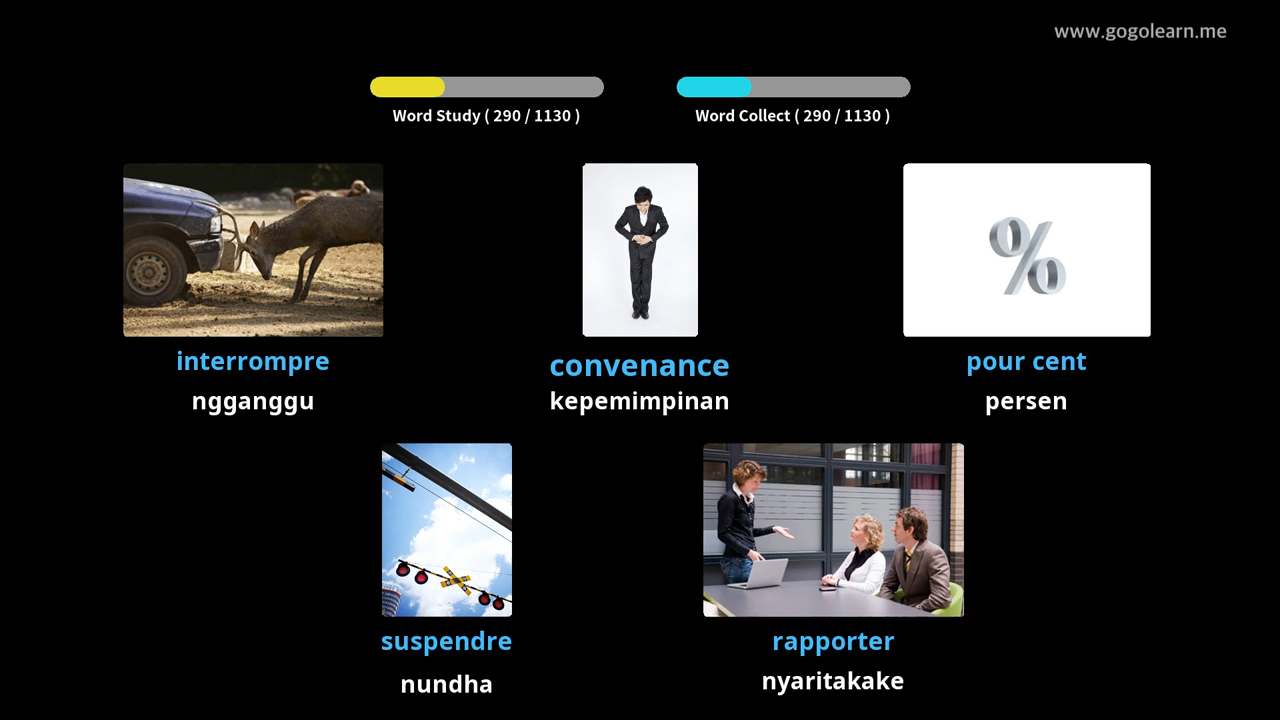 www.gogolearn.me
Word Study ( 290 / 1130 )
Word Collect ( 290 / 1130 )
interrompre
ngganggu
convenance
kepemimpinan
pour cent
persen
%
suspendre
nundha
rapporter
nyaritakake